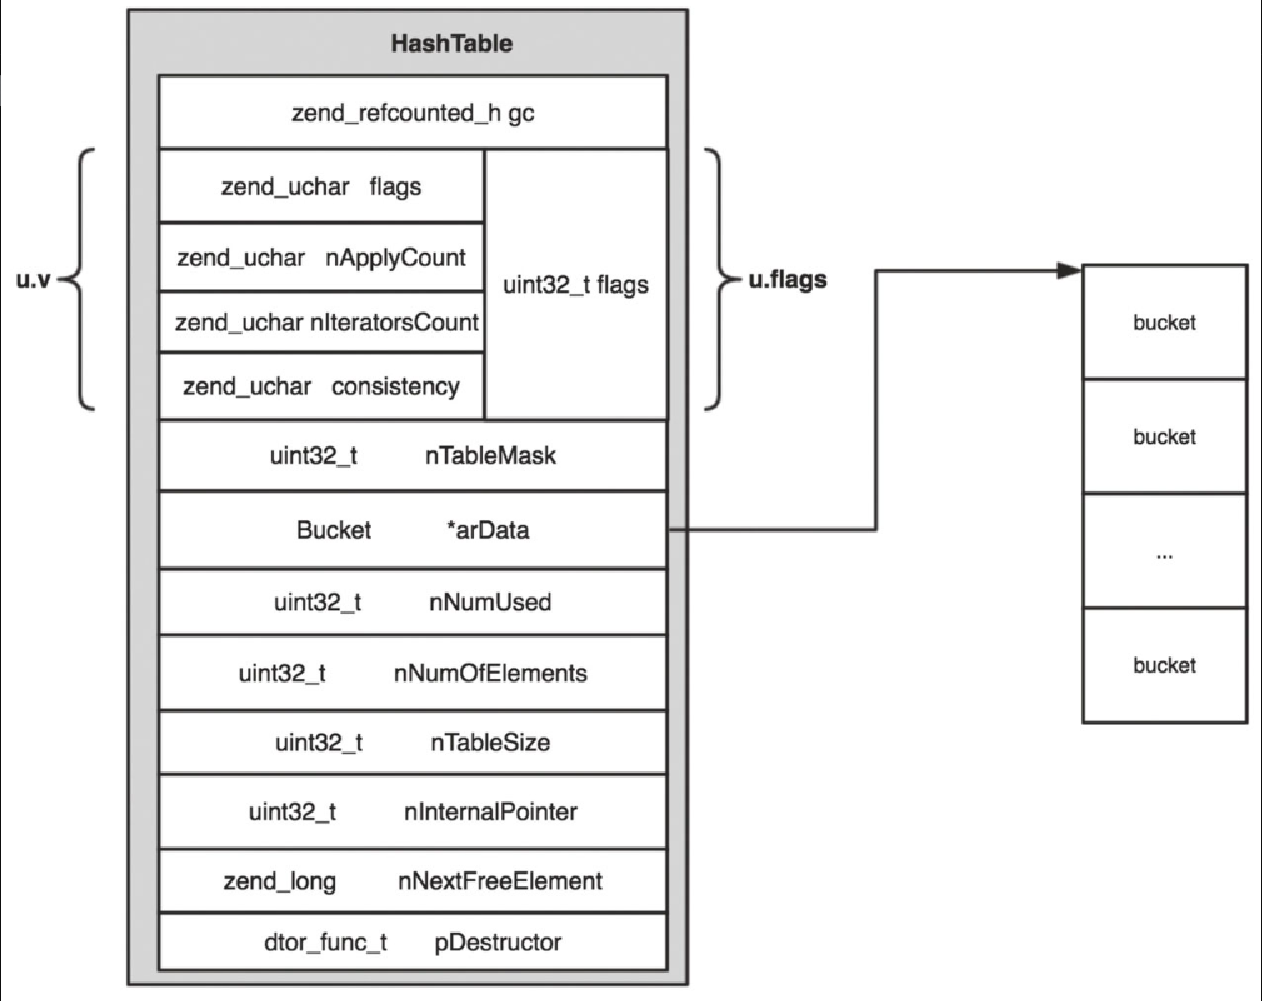 HashTable
zend_refcounted_h gc
zend_uchar flags
zend_uchar nApplyCount
zend_uchar nIteratorsCount
zend_uchar consistency
u.v
uint32_t flags
u.flags
uint32_t nTableMask
Bucket *arData
uint32_t nNumUsed
uint32_t nNumOfElements
uint32_t nTableSize
uint32_t nInternalPointer
zend_long nNextFreeElement
dtor_func_t pDestructor
bucket
bucket
...
bucket